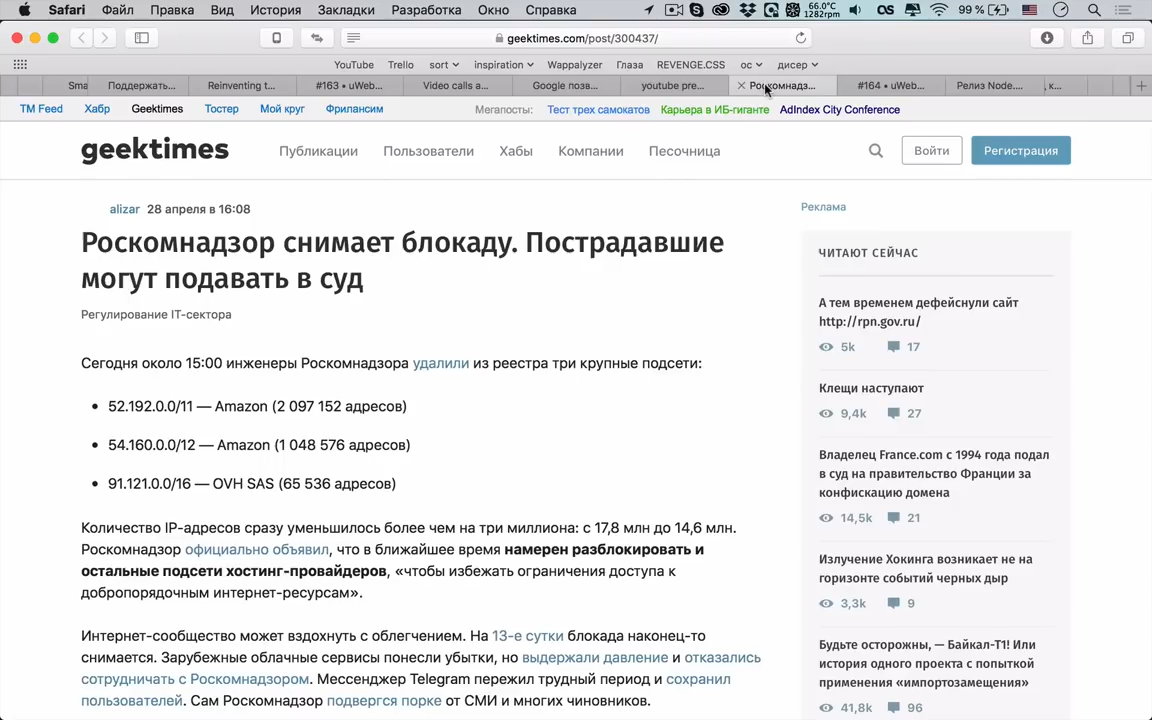 Safari Файл Правка Вид История Закладки Разработка Окно Справка 66.0°C 1282rpm OS 99 %
geektimes.com/post/300437/
YouTube Trello sort inspiration Wappalyzer Глаза REVENGE.CSS ос дисер
Sma Поддержать... Reinventing t... #163 • uWeb... Video calls a... Google позв... youtube pre... Роскомнадз... #164 • uWeb... Релиз Node.... , к...
TM Feed Хабр Geektimes Тостер Мой круг Фрилансим Мегапосты: Тест трех самокатов Карьера в ИБ-гиганте AdIndex City Conference
geektimes Публикации Пользователи Хабы Компании Песочница Войти Регистрация
alizar 28 апреля в 16:08
Роскомнадзор снимает блокаду. Пострадавшие
могут подавать в суд
Регулирование IT-сектора
Сегодня около 15:00 инженеры Роскомнадзора удалили из реестра три крупные подсети:
• 52.192.0.0/11 — Amazon (2 097 152 адресов)
• 54.160.0.0/12 — Amazon (1 048 576 адресов)
• 91.121.0.0/16 — OVH SAS (65 536 адресов)
Количество IP-адресов сразу уменьшилось более чем на три миллиона: с 17,8 млн до 14,6 млн.
Роскомнадзор официально объявил, что в ближайшее время намерен разблокировать и
остальные подсети хостинг-провайдеров, «чтобы избежать ограничения доступа к
добропорядочным интернет-ресурсам».
Интернет-сообщество может вздохнуть с облегчением. На 13-е сутки блокада наконец-то
снимается. Зарубежные облачные сервисы понесли убытки, но выдержали давление и отказались
сотрудничать с Роскомнадзором. Мессенджер Telegram пережил трудный период и сохранил
пользователей. Сам Роскомнадзор подвергся порке от СМИ и многих чиновников.
Реклама
ЧИТАЮТ СЕЙЧАС
А тем временем дефейснули сайт
http://rpn.gov.ru/
5k 17
Клещи наступают
9,4k 27
Владелец France.com с 1994 года подал
в суд на правительство Франции за
конфискацию домена
14,5k 21
Излучение Хокинга возникает не на
горизонте событий черных дыр
3,3k 9
Будьте осторожны, — Байкал-Т1! Или
история одного проекта с попыткой
применения «импортозамещения»
41,8k 96